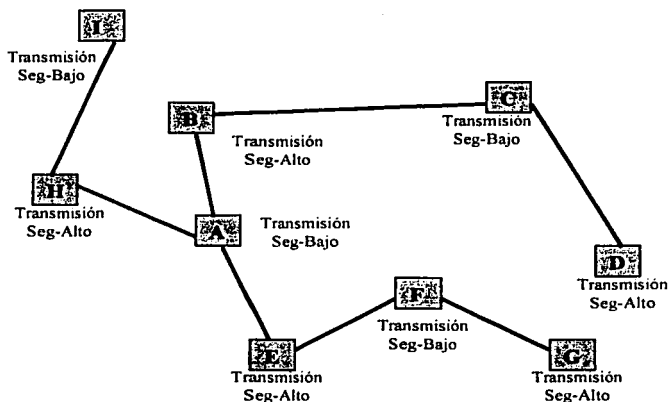 I
Transmisión
Seg-Bajo
B
Transmisión
Seg-Alto
C
Transmisión
Seg-Bajo
H
Transmisión
Seg-Alto
A
Transmisión
Seg-Bajo
D
Transmisión
Seg-Alto
F
Transmisión
Seg-Bajo
E
Transmisión
Seg-Alto
G
Transmisión
Seg-Alto